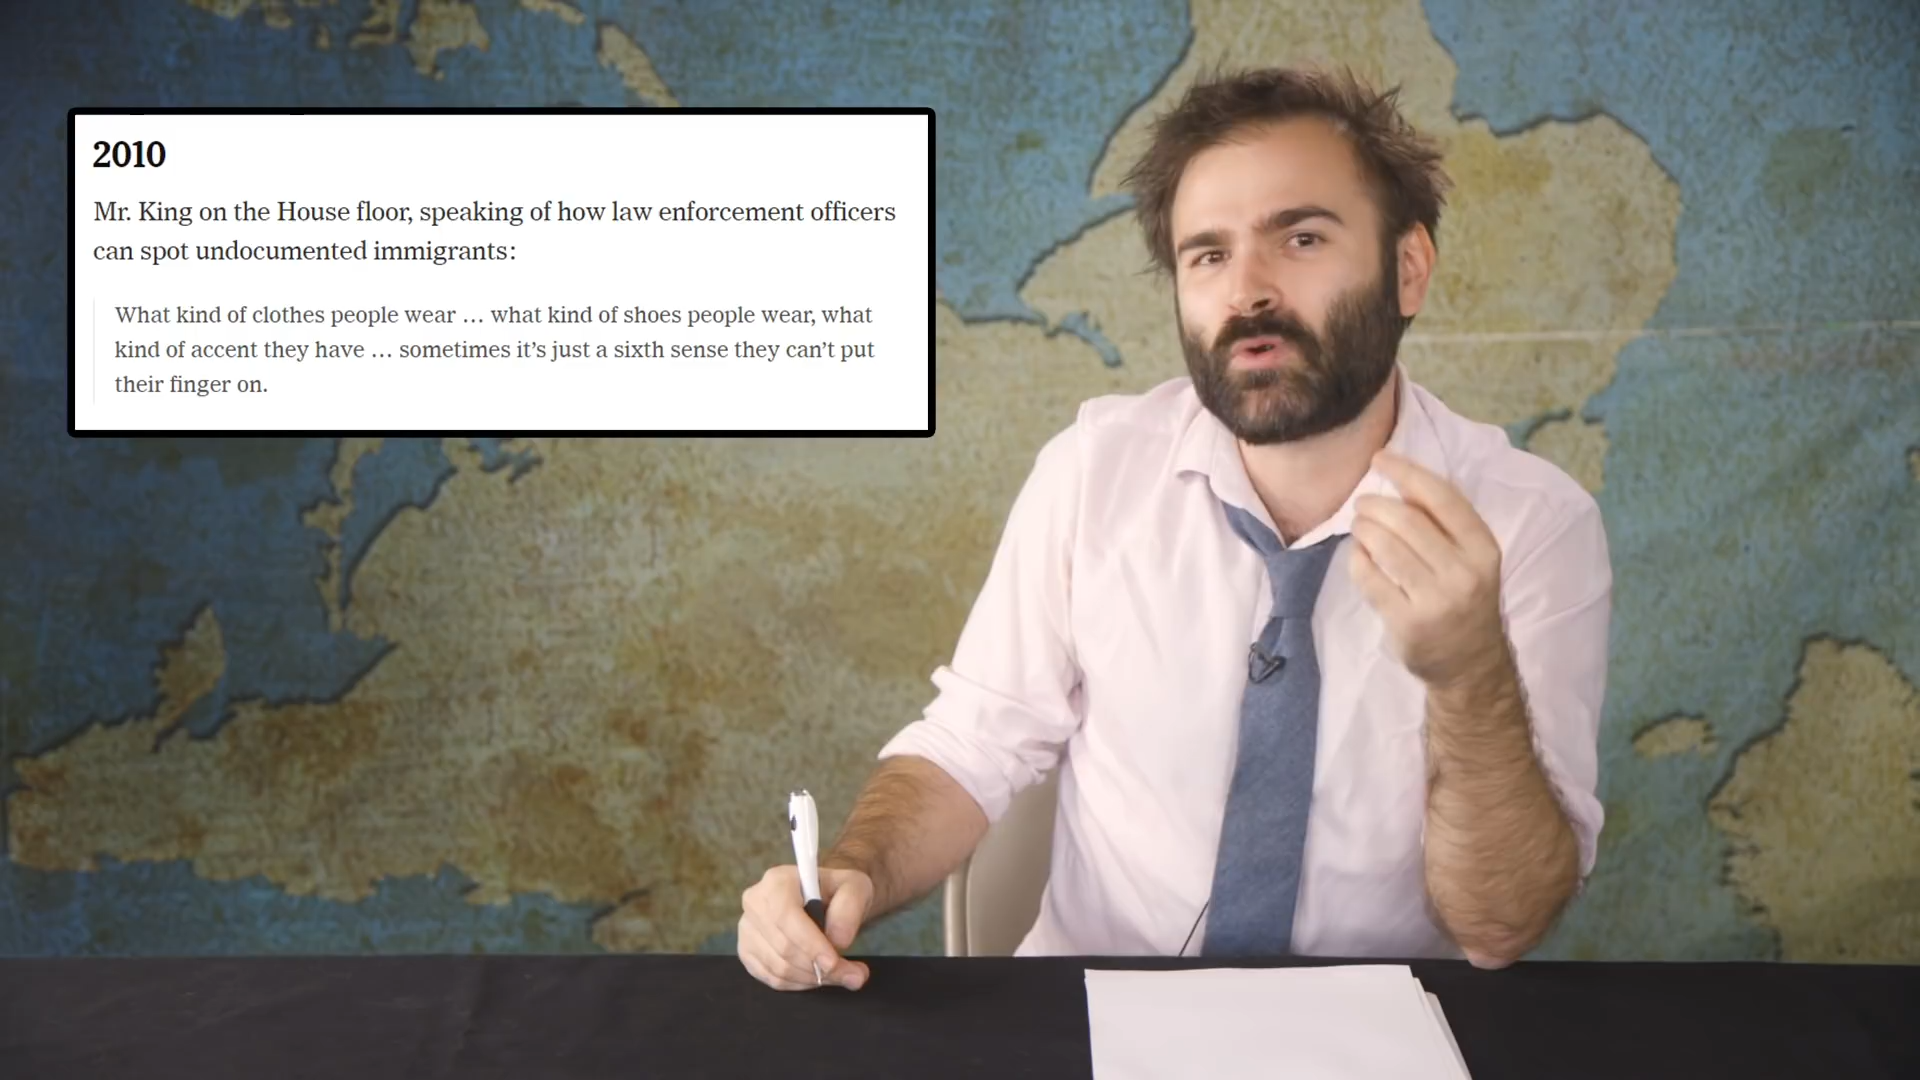 2010
Mr. King on the House floor, speaking of how law enforcement officers
can spot undocumented immigrants:
What kind of clothes people wear … what kind of shoes people wear, what
kind of accent they have … sometimes it’s just a sixth sense they can’t put
their finger on.